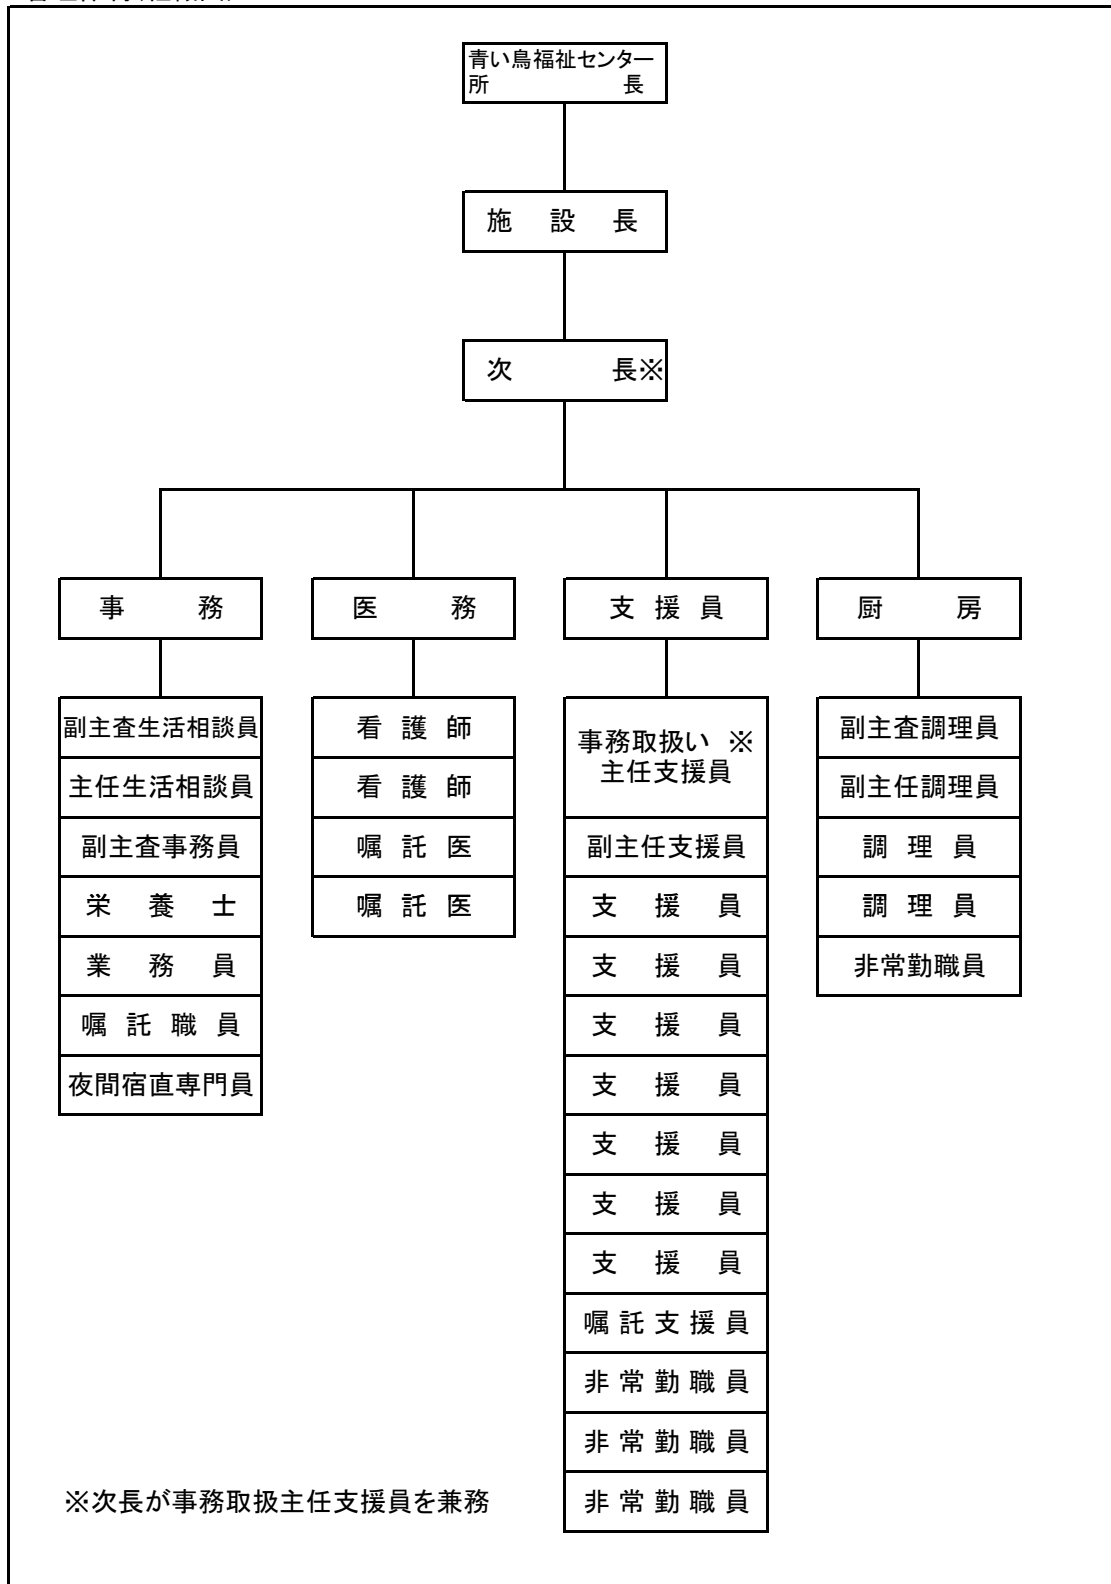 青い鳥福祉センター
所長
施設長
次長※
事務
医務
支援員
厨房
副主査生活相談員
主任生活相談員
副主査事務員
栄養士
業務員
嘱託職員
夜間宿直専門員
看護師
看護師
嘱託医
嘱託医
事務取扱い ※
主任支援員
副主任支援員
支援員
支援員
支援員
支援員
支援員
支援員
支援員
嘱託支援員
非常勤職員
非常勤職員
非常勤職員
副主査調理員
副主任調理員
調理員
調理員
非常勤職員
※次長が事務取扱主任支援員を兼務